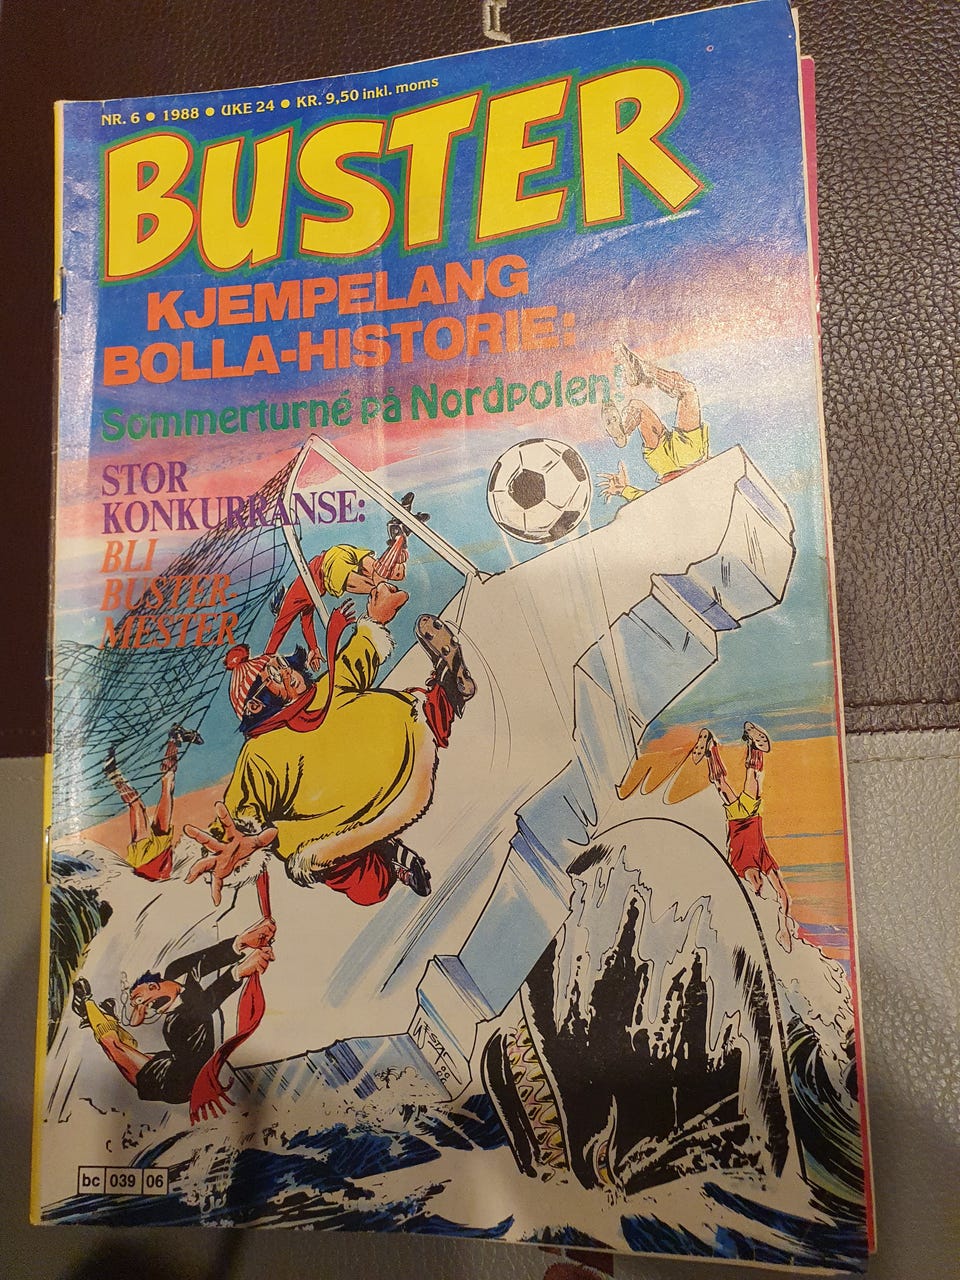 NR. 6 ● 1988 ● UKE 24 ● KR. 9,50 inkl. moms
BUSTER
KJEMPELANG
BOLLA-HISTORIE:
Sommerturné på Nordpolen!
STOR
KONKURRANSE:
BLI
BUSTER-
MESTER
bc 039 06